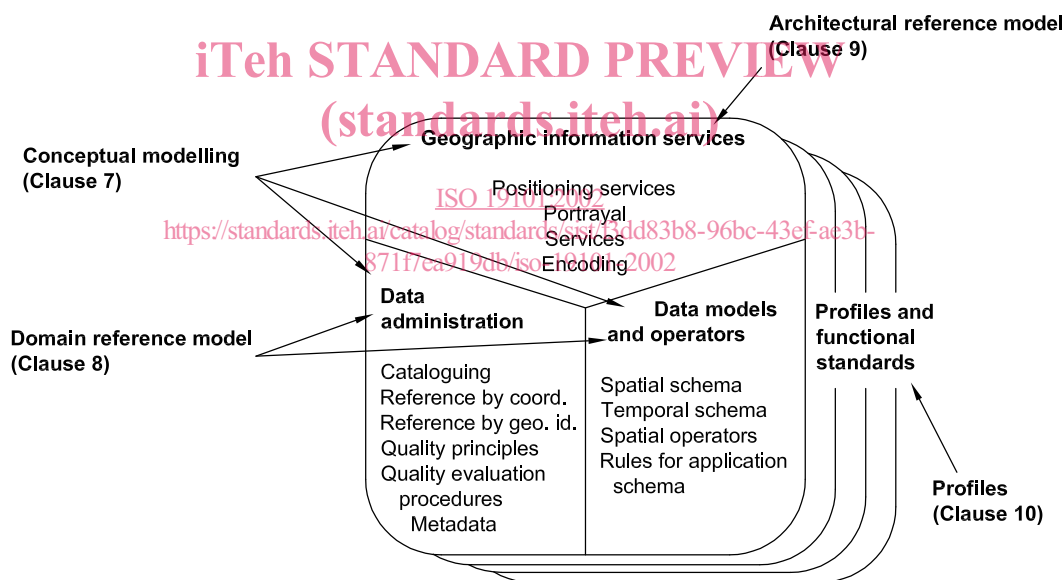 Architectural reference model
(Clause 9)
iTeh STANDARD PREVIEW
(standards.iteh.ai)
Geographic information services
Conceptual modelling
(Clause 7)
Positioning services
ISO 19101:2002
Portrayal
https://standards.iteh.ai/catalog/standards/sist/f3dd83b8-96bc-43ef-ae3b-
Services
871f7ea919db/iso-19101-2002
Encoding
Data
administration
Data models
and operators
Profiles and
functional
standards
Domain reference model
(Clause 8)
Cataloguing
Reference by coord.
Reference by geo. id.
Quality principles
Quality evaluation
procedures
Metadata
Spatial schema
Temporal schema
Spatial operators
Rules for application
schema
Profiles
(Clause 10)